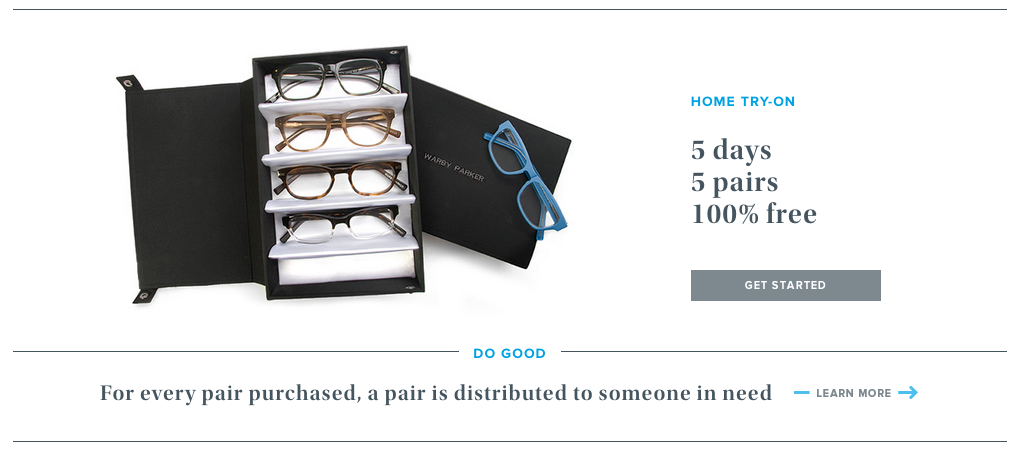 HOME TRY-ON
5 days
5 pairs
100% free
WARBY PARKER
GET STARTED
DO GOOD
For every pair purchased, a pair is distributed to someone in need
LEARN MORE